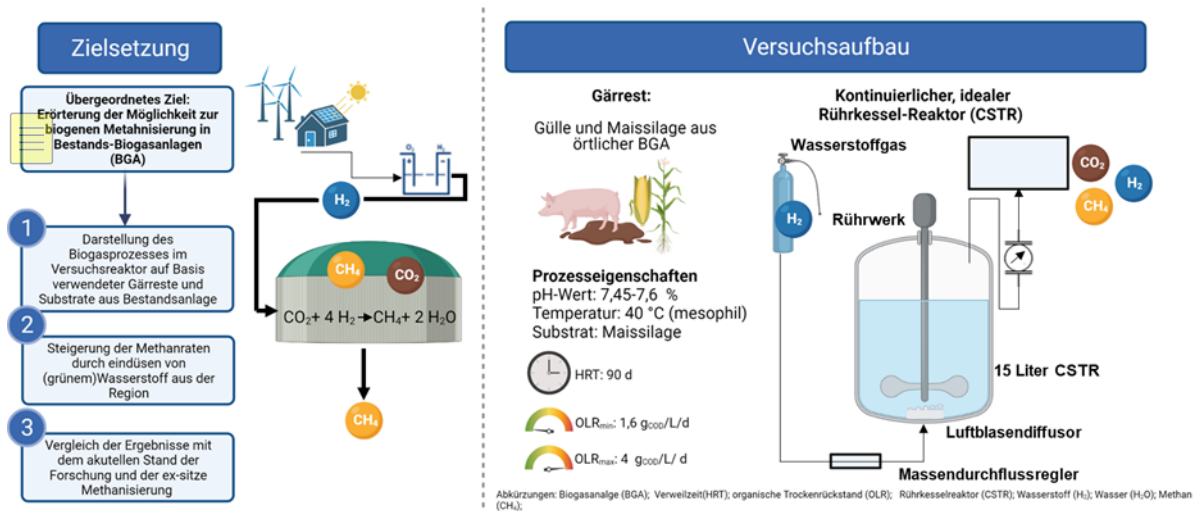 Zielsetzung
Übergeordnetes Ziel:
Erörterung der Möglichkeit zur
biogenen Metahnisierung in
Bestands-Biogasanlagen
(BGA)
1
Darstellung des
Biogasprozesses im
Versuchsreaktor auf Basis
verwendeter Gärreste und
Substrate aus Bestandsanlage
2
Steigerung der Methanraten
durch eindüsen von
(grünem)Wasserstoff aus der
Region
3
Vergleich der Ergebnisse mit
dem akutellen Stand der
Forschung und der ex-sitze
Methanisierung
O₂ H₂
H₂
CH₄
CO₂
CO₂+ 4 H₂ →CH₄+ 2 H₂O
CH₄
Versuchsaufbau
Gärrest:
Gülle und Maissilage aus
örtlicher BGA
Prozesseigenschaften
pH-Wert: 7,45-7,6 %
Temperatur: 40 °C (mesophil)
Substrat: Maissilage
HRT: 90 d
OLRmin: 1,6 gCOD/L/d
OLRmax: 4 gCOD/L/ d
Kontinuierlicher, idealer
Rührkessel-Reaktor (CSTR)
Wasserstoffgas
H₂
Rührwerk
CO₂
H₂
CH₄
15 Liter CSTR
Luftblasendiffusor
Massendurchflussregler
Abkürzungen: Biogasanalge (BGA); Verweilzeit(HRT); organische Trockenrückstand (OLR); Rührkesselreaktor (CSTR); Wasserstoff (H₂); Wasser (H₂O); Methan
(CH₄);